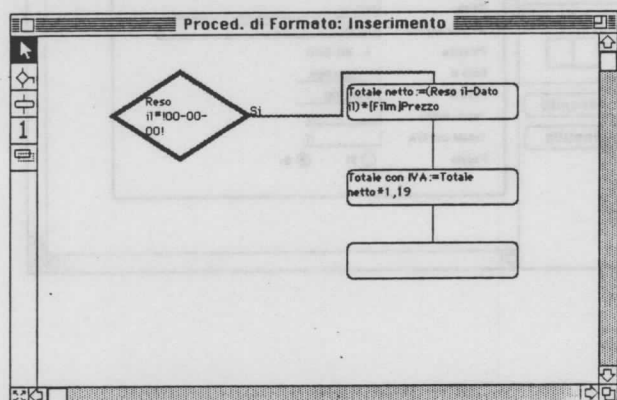 Proced. di Formato: Inserimento
Reso
il#!00-00-
00!
Si
Totale netto:=(Reso il-Dato
il)*[Film]Prezzo
Totale con IVA:=Totale
netto*1,19
1